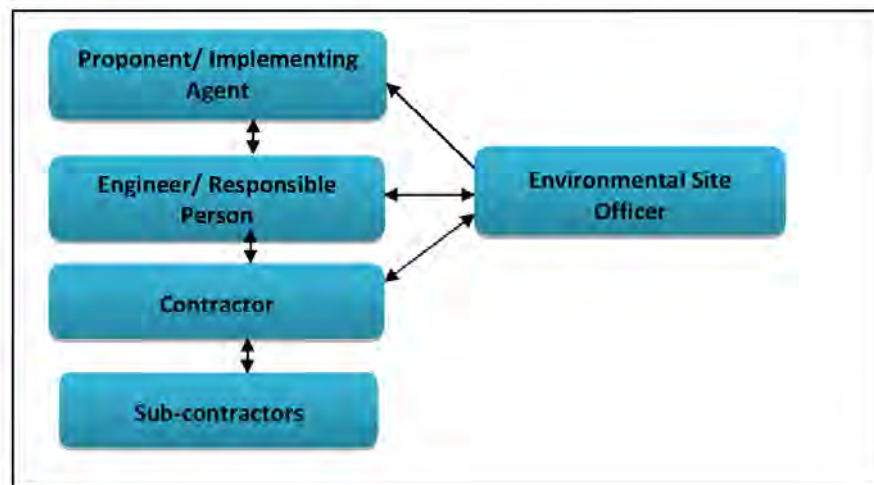 Proponent/ Implementing
Agent
Engineer/ Responsible
Person
Environmental Site
Officer
Contractor
Sub-contractors